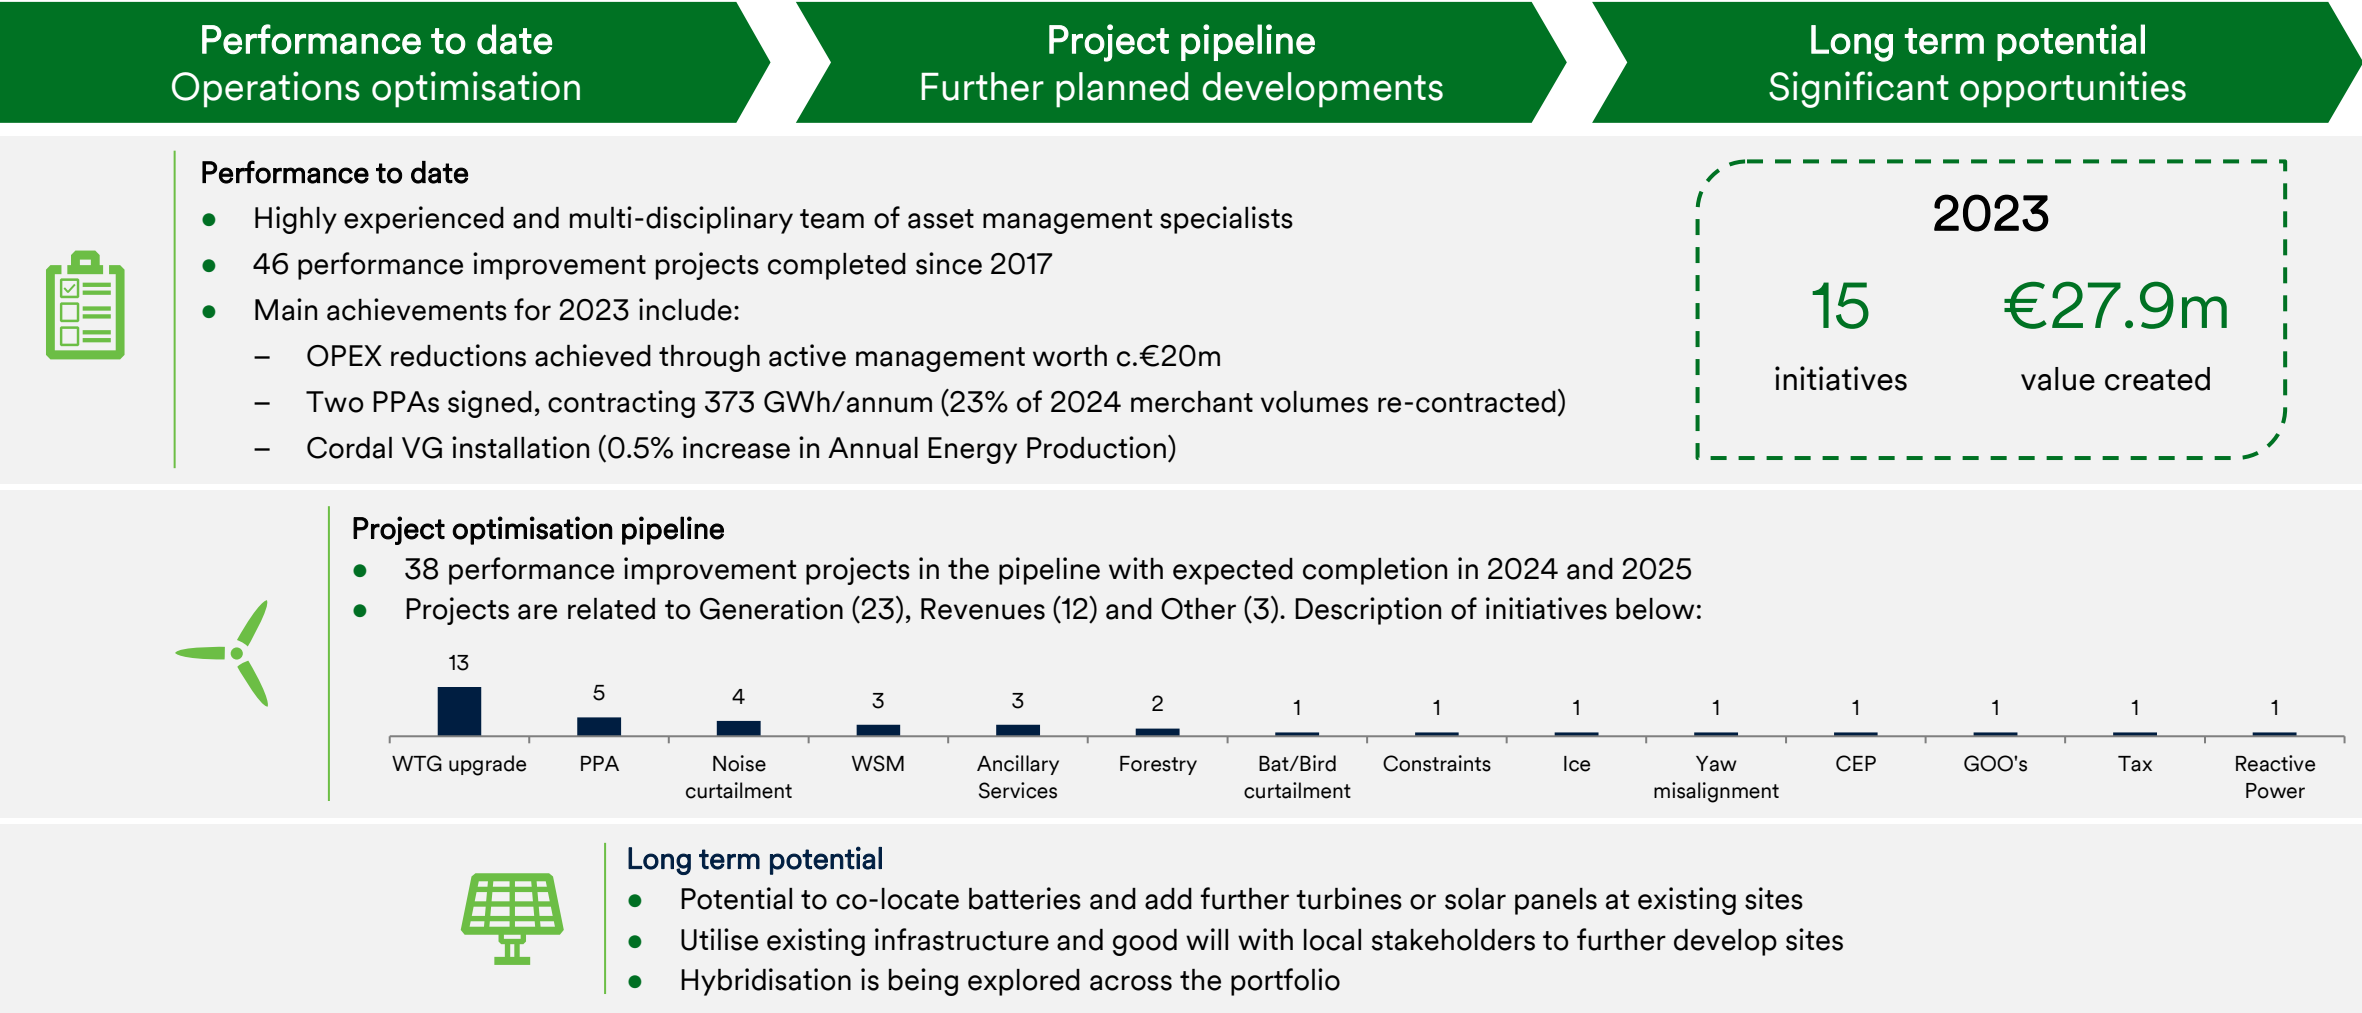 Performance to date
Operations optimisation
Project pipeline
Further planned developments
Long term potential
Significant opportunities
Performance to date
● Highly experienced and multi-disciplinary team of asset management specialists
● 46 performance improvement projects completed since 2017
● Main achievements for 2023 include:
– OPEX reductions achieved through active management worth c.€20m
– Two PPAs signed, contracting 373 GWh/annum (23% of 2024 merchant volumes re-contracted)
– Cordal VG installation (0.5% increase in Annual Energy Production)
2023
15 €27.9m
initiatives value created
Project optimisation pipeline
● 38 performance improvement projects in the pipeline with expected completion in 2024 and 2025
● Projects are related to Generation (23), Revenues (12) and Other (3). Description of initiatives below:
13 5 4 3 3 2 1 1 1 1 1 1 1 1
WTG upgrade PPA Noise WSM Ancillary Forestry Bat/Bird Constraints Ice Yaw CEP GOO's Tax Reactive
curtailment Services curtailment misalignment Power
Long term potential
● Potential to co-locate batteries and add further turbines or solar panels at existing sites
● Utilise existing infrastructure and good will with local stakeholders to further develop sites
● Hybridisation is being explored across the portfolio